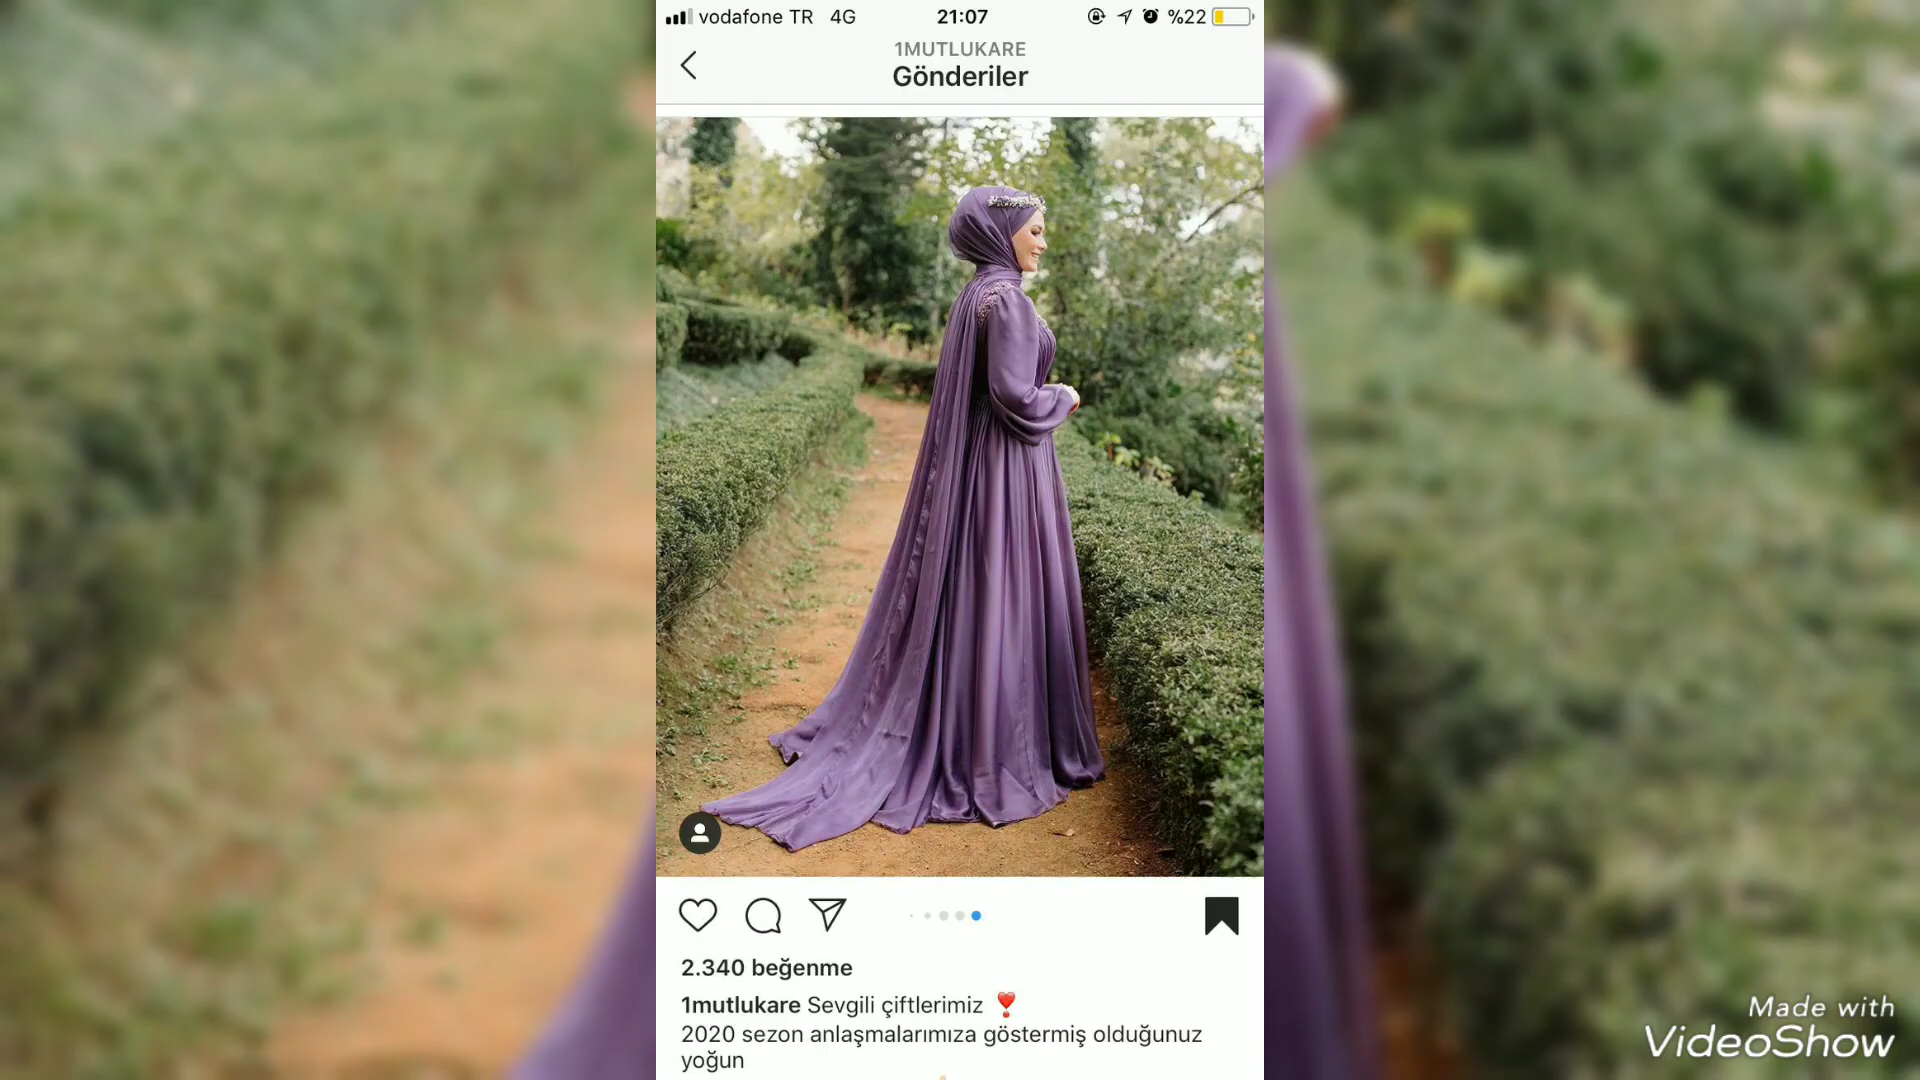 vodafone TR 4G 21:07 %22
1MUTLUKARE
Gönderiler
2.340 beğenme
1mutlukare Sevgili çiftlerimiz ❣️
2020 sezon anlaşmalarımıza göstermiş olduğunuz
yoğun
Made with
VideoShow